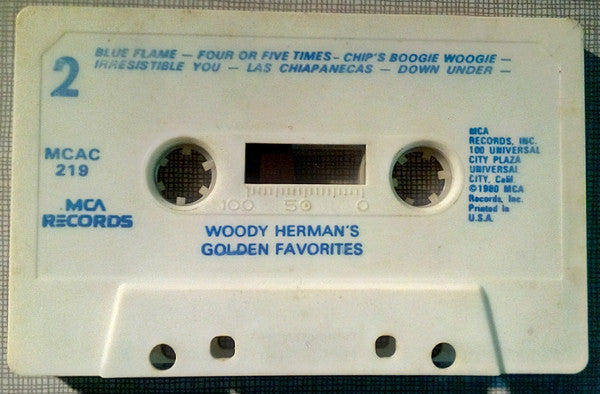 2
BLUE FLAME — FOUR OR FIVE TIMES - CHIP'S BOOGIE WOOGIE —
IRRESISTIBLE YOU — LAS CHIAPANECAS — DOWN UNDER —
MCAC
219
MCA
RECORDS
100 50 0
WOODY HERMAN'S
GOLDEN FAVORITES
MCA
RECORDS, INC.
100 UNIVERSAL
CITY PLAZA
UNIVERSAL
CITY, Calif.
©1980 MCA
Records, Inc.
Printed in
U.S.A.